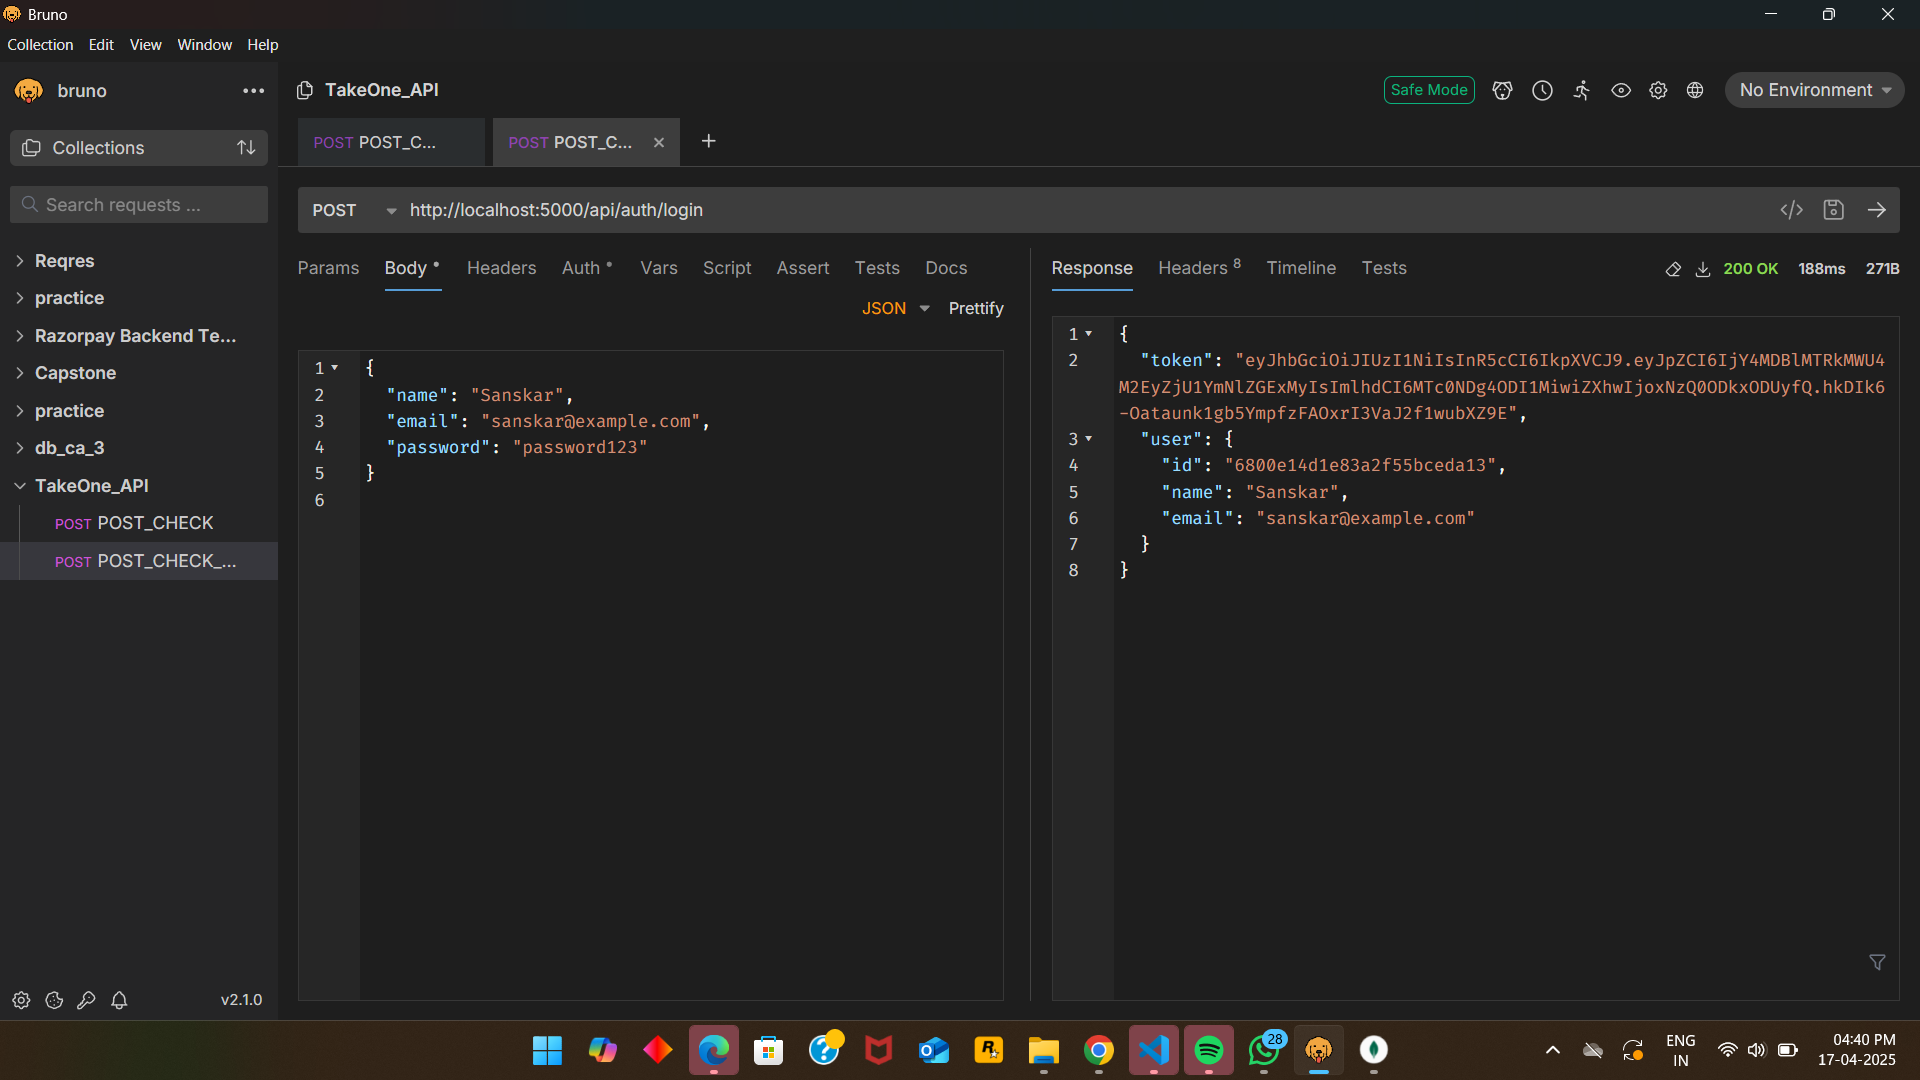 Bruno
Collection Edit View Window Help
bruno
TakeOne_API
Safe Mode
No Environment
Collections
POST POST_C...
POST POST_C...
Search requests ...
POST http://localhost:5000/api/auth/login
Reqres
practice
Razorpay Backend Te...
Capstone
practice
db_ca_3
TakeOne_API
POST POST_CHECK
POST POST_CHECK_...
v2.1.0
Params Body Headers Auth Vars Script Assert Tests Docs
JSON Prettify
1 {
2 "name": "Sanskar",
3 "email": "sanskar@example.com",
4 "password": "password123"
5 }
6
Response Headers 8 Timeline Tests 200 OK 188ms 271B
1 {
2 "token": "eyJhbGciOiJIUzI1NiIsInR5cCI6IkpXVCJ9.eyJpZCI6IjY4MDBlMTRkMWU4
M2EyZjU1YmNlZGExMyIsImlhdCI6MTc0NDg4ODI1MiwiZXhwIjoxNzQ0ODkxODUyfQ.hkDIk6
-Oataunk1gb5YmpfzFAOxrI3VaJ2f1wubXZ9E",
3 "user": {
4 "id": "6800e14d1e83a2f55bceda13",
5 "name": "Sanskar",
6 "email": "sanskar@example.com"
7 }
8 }
28
ENG
IN
04:40 PM
17-04-2025